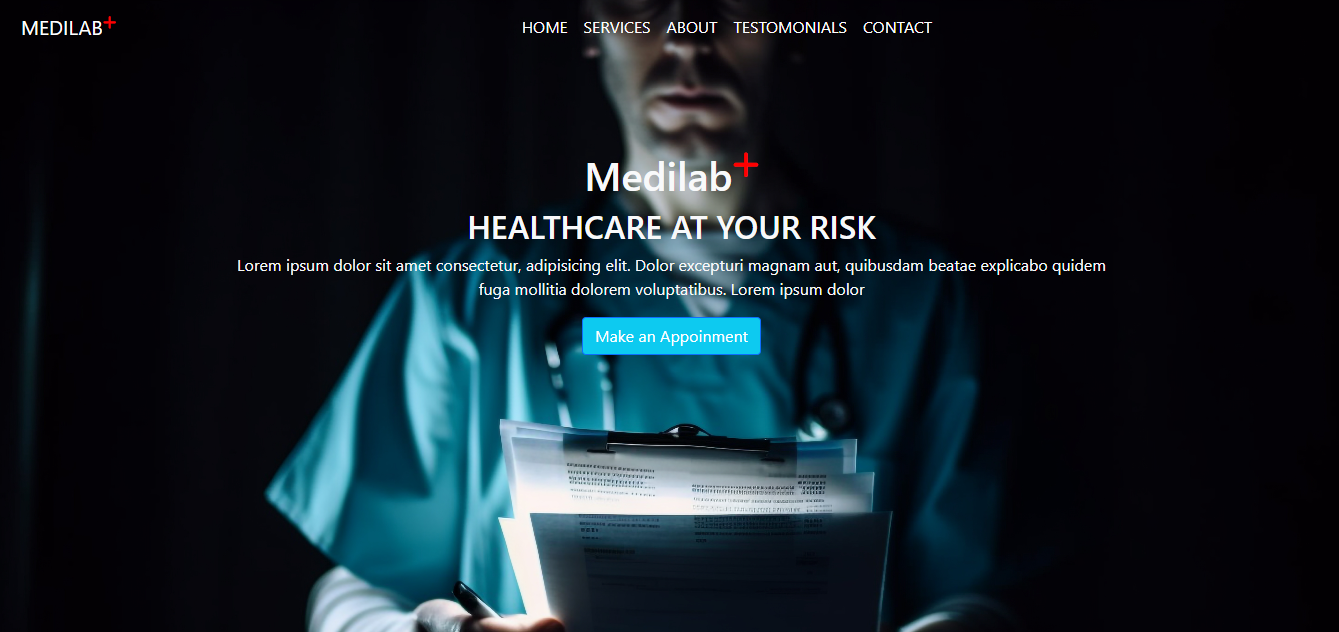 MEDILAB+
HOME SERVICES ABOUT TESTOMONIALS CONTACT
Medilab+
HEALTHCARE AT YOUR RISK
Lorem ipsum dolor sit amet consectetur, adipisicing elit. Dolor excepturi magnam aut, quibusdam beatae explicabo quidem
fuga mollitia dolorem voluptatibus. Lorem ipsum dolor
Make an Appoinment